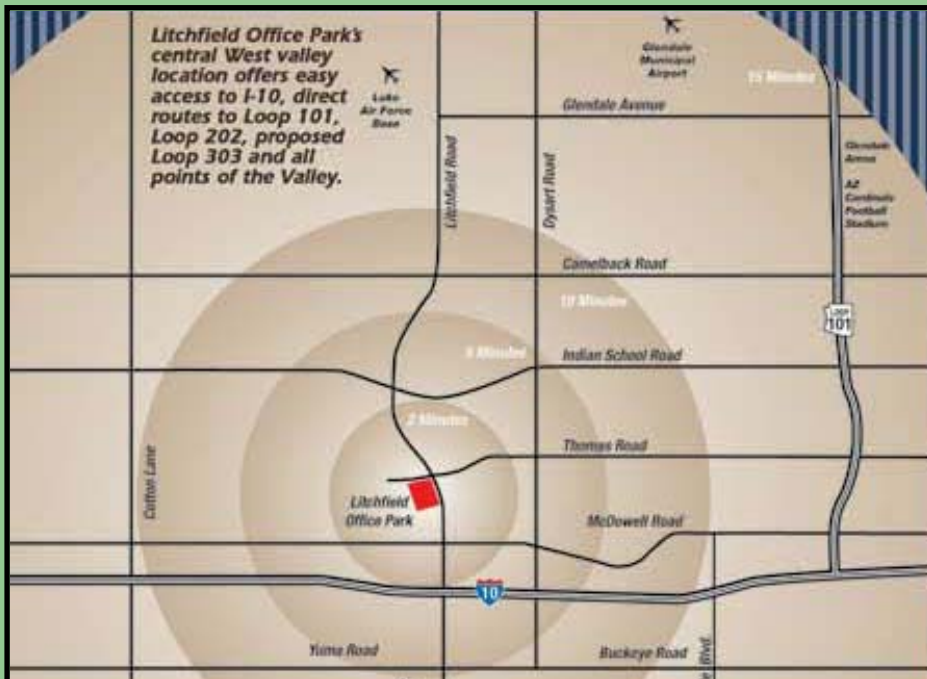 Litchfield Office Park's
central West valley
location offers easy
access to I-10, direct
routes to Loop 101,
Loop 202, proposed
Loop 303 and all
points of the Valley.
Luke
Air Force
Base
Glendale
Municipal
Airport
15 Minutes
Glendale Avenue
Litchfield Road
Dysart Road
Glendale
Arena
AZ
Cardinals
Football
Stadium
Camelback Road
10 Minutes
LOOP
101
5 Minutes
Indian School Road
2 Minutes
Thomas Road
Cotton Lane
Litchfield
Office Park
McDowell Road
10
Yuma Road
Buckeye Road
Blvd.